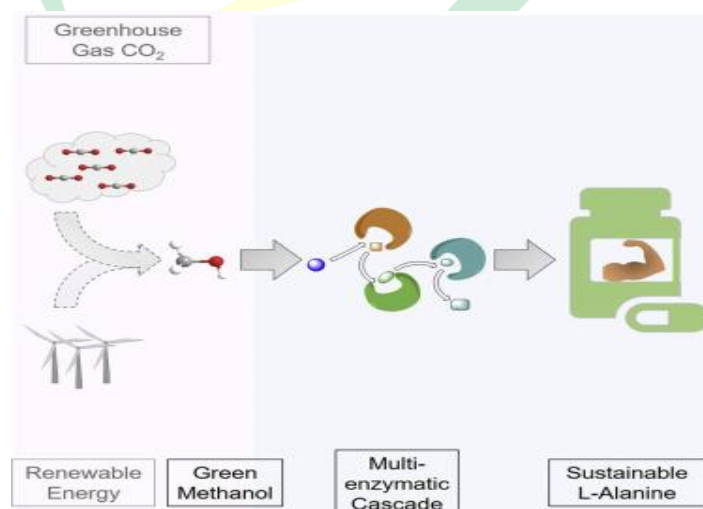 Greenhouse
Gas CO₂
Renewable
Energy
Green
Methanol
Multi-
enzymatic
Cascade
Sustainable
L-Alanine